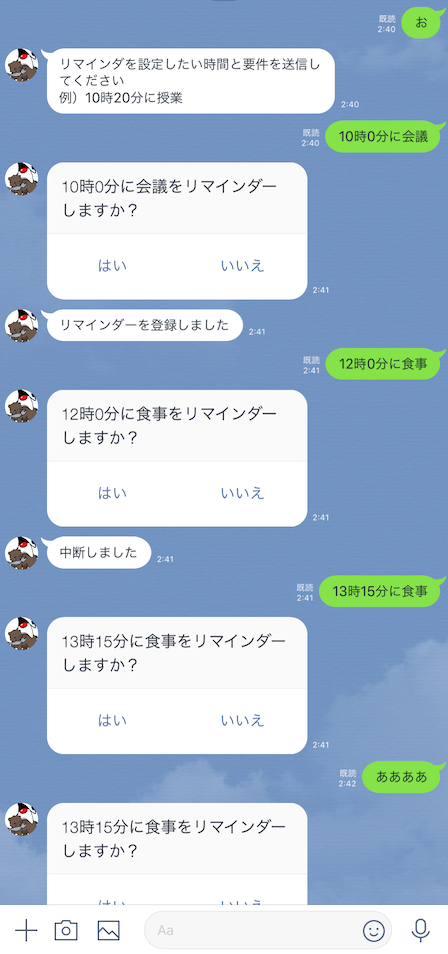 お
既読
2:40
リマインダを設定したい時間と要件を送信し
てください
例）10時20分に授業
2:40
既読
2:40
10時0分に会議
10時0分に会議をリマインダー
しますか？
はい
いいえ
2:41
リマインダーを登録しました
2:41
既読
2:41
12時0分に食事
12時0分に食事をリマインダー
しますか？
はい
いいえ
2:41
中断しました
2:41
既読
2:41
13時15分に食事
13時15分に食事をリマインダー
しますか？
はい
いいえ
2:41
既読
2:42
ああああ
13時15分に食事をリマインダー
しますか？
はい
いいえ
Aa